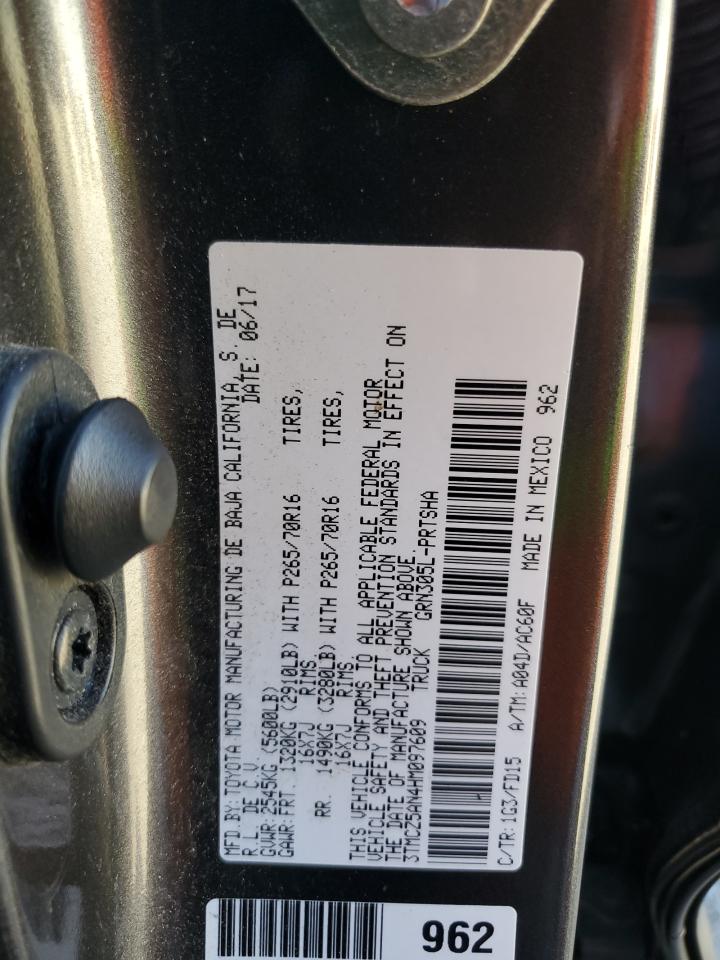 MFD.BY: TOYOTA MOTOR MANUFACTURING DE BAJA CALIFORNIA, S. DE
R.L. DE C.V. DATE: 06/17
GVWR: 2545KG (5600LB)
GAWR: FRT 1320KG (2910LB) WITH P265/70R16 TIRES,
16X7J RIMS
RR. 1490KG (3280LB) WITH P265/70R16 TIRES,
16X7J RIMS
THIS VEHICLE CONFORMS TO ALL APPLICABLE FEDERAL MOTOR
VEHICLE SAFETY AND THEFT PREVENTION STANDARDS IN EFFECT ON
THE DATE OF MANUFACTURE SHOWN ABOVE.
3TMCZ5AN4HM097609 TRUCK GRN305L-PRTSHA
C/TR: 1G3/FD15 A/TM: A04D/AC60F MADE IN MEXICO 962
962